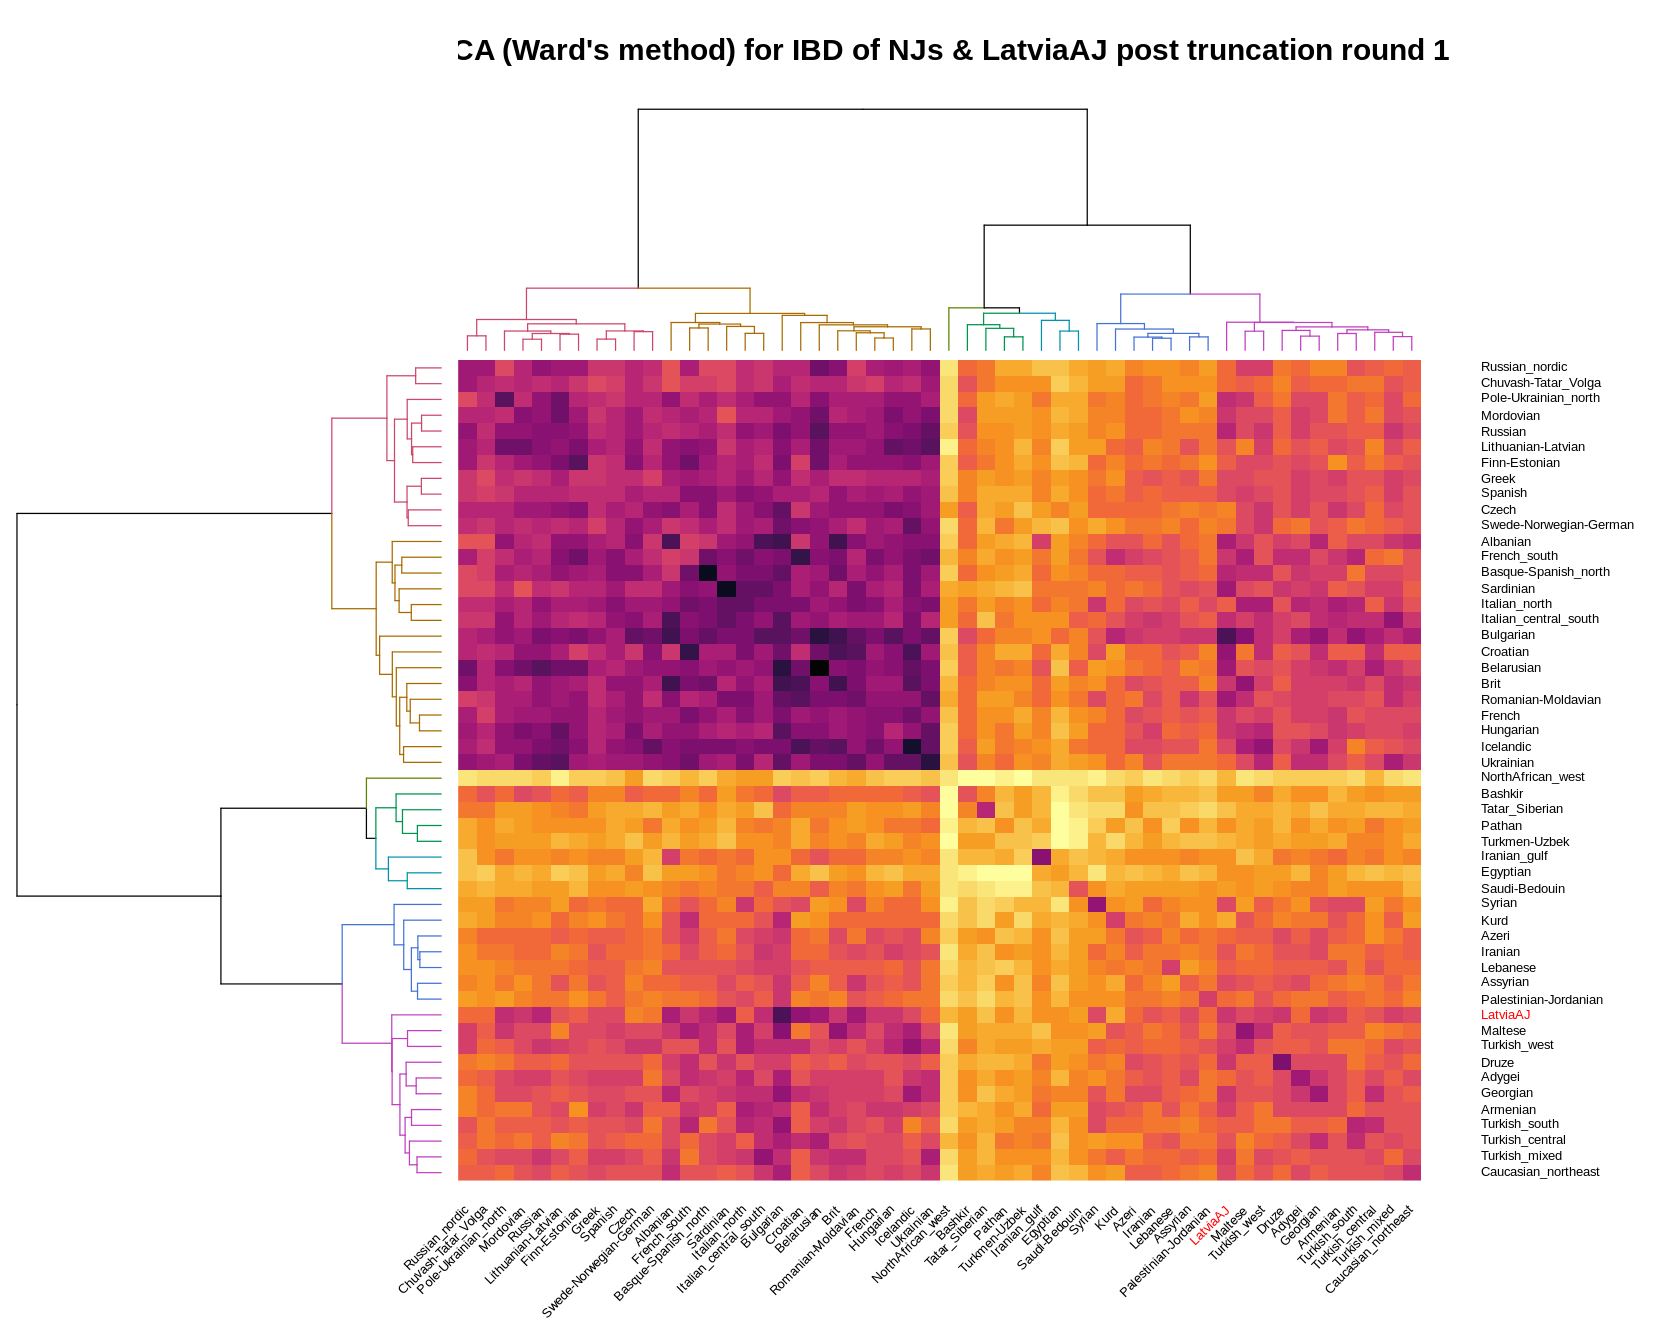 CA (Ward's method) for IBD of NJs & LatviaAJ post truncation round 1
Russian_nordic
Chuvash-Tatar_Volga
Pole-Ukrainian_north
Mordovian
Russian
Lithuanian-Latvian
Finn-Estonian
Greek
Spanish
Czech
Swede-Norwegian-German
Albanian
French_south
Basque-Spanish_north
Sardinian
Italian_north
Italian_central_south
Bulgarian
Croatian
Belarusian
Brit
Romanian-Moldavian
French
Hungarian
Icelandic
Ukrainian
NorthAfrican_west
Bashkir
Tatar_Siberian
Pathan
Turkmen-Uzbek
Iranian_gulf
Egyptian
Saudi-Bedouin
Syrian
Kurd
Azeri
Iranian
Lebanese
Assyrian
Palestinian-Jordanian
LatviaAJ
Maltese
Turkish_west
Druze
Adygei
Georgian
Armenian
Turkish_south
Turkish_central
Turkish_mixed
Caucasian_northeast
Russian_nordic
Chuvash-Tatar_Volga
Pole-Ukrainian_north
Mordovian
Russian
Lithuanian-Latvian
Finn-Estonian
Greek
Spanish
Czech
Swede-Norwegian-German
Albanian
French_south
Basque-Spanish_north
Sardinian
Italian_north
Italian_central_south
Bulgarian
Croatian
Belarusian
Brit
Romanian-Moldavian
French
Hungarian
Icelandic
Ukrainian
NorthAfrican_west
Bashkir
Tatar_Siberian
Pathan
Turkmen-Uzbek
Iranian_gulf
Egyptian
Saudi-Bedouin
Syrian
Kurd
Azeri
Iranian
Lebanese
Assyrian
Palestinian-Jordanian
LatviaAJ
Maltese
Turkish_west
Druze
Adygei
Georgian
Armenian
Turkish_south
Turkish_central
Turkish_mixed
Caucasian_northeast